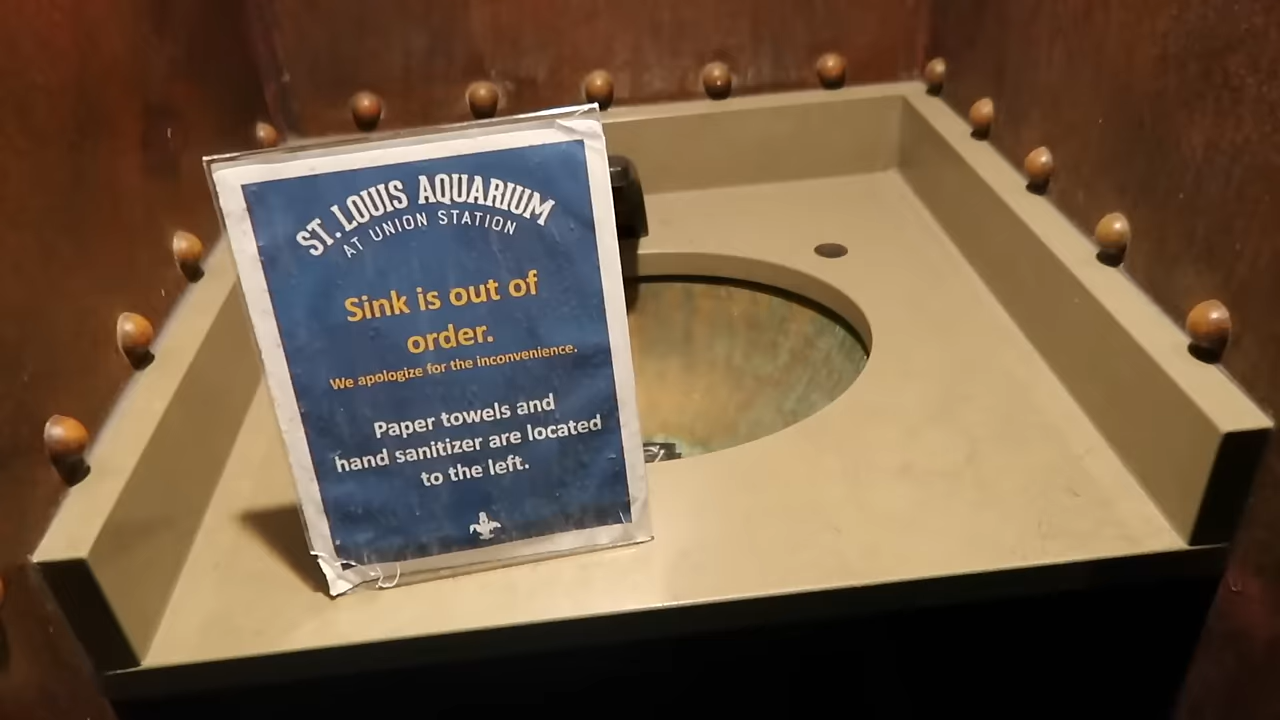 ST. LOUIS AQUARIUM
AT UNION STATION
Sink is out of
order.
We apologize for the inconvenience.
Paper towels and
hand sanitizer are located
to the left.